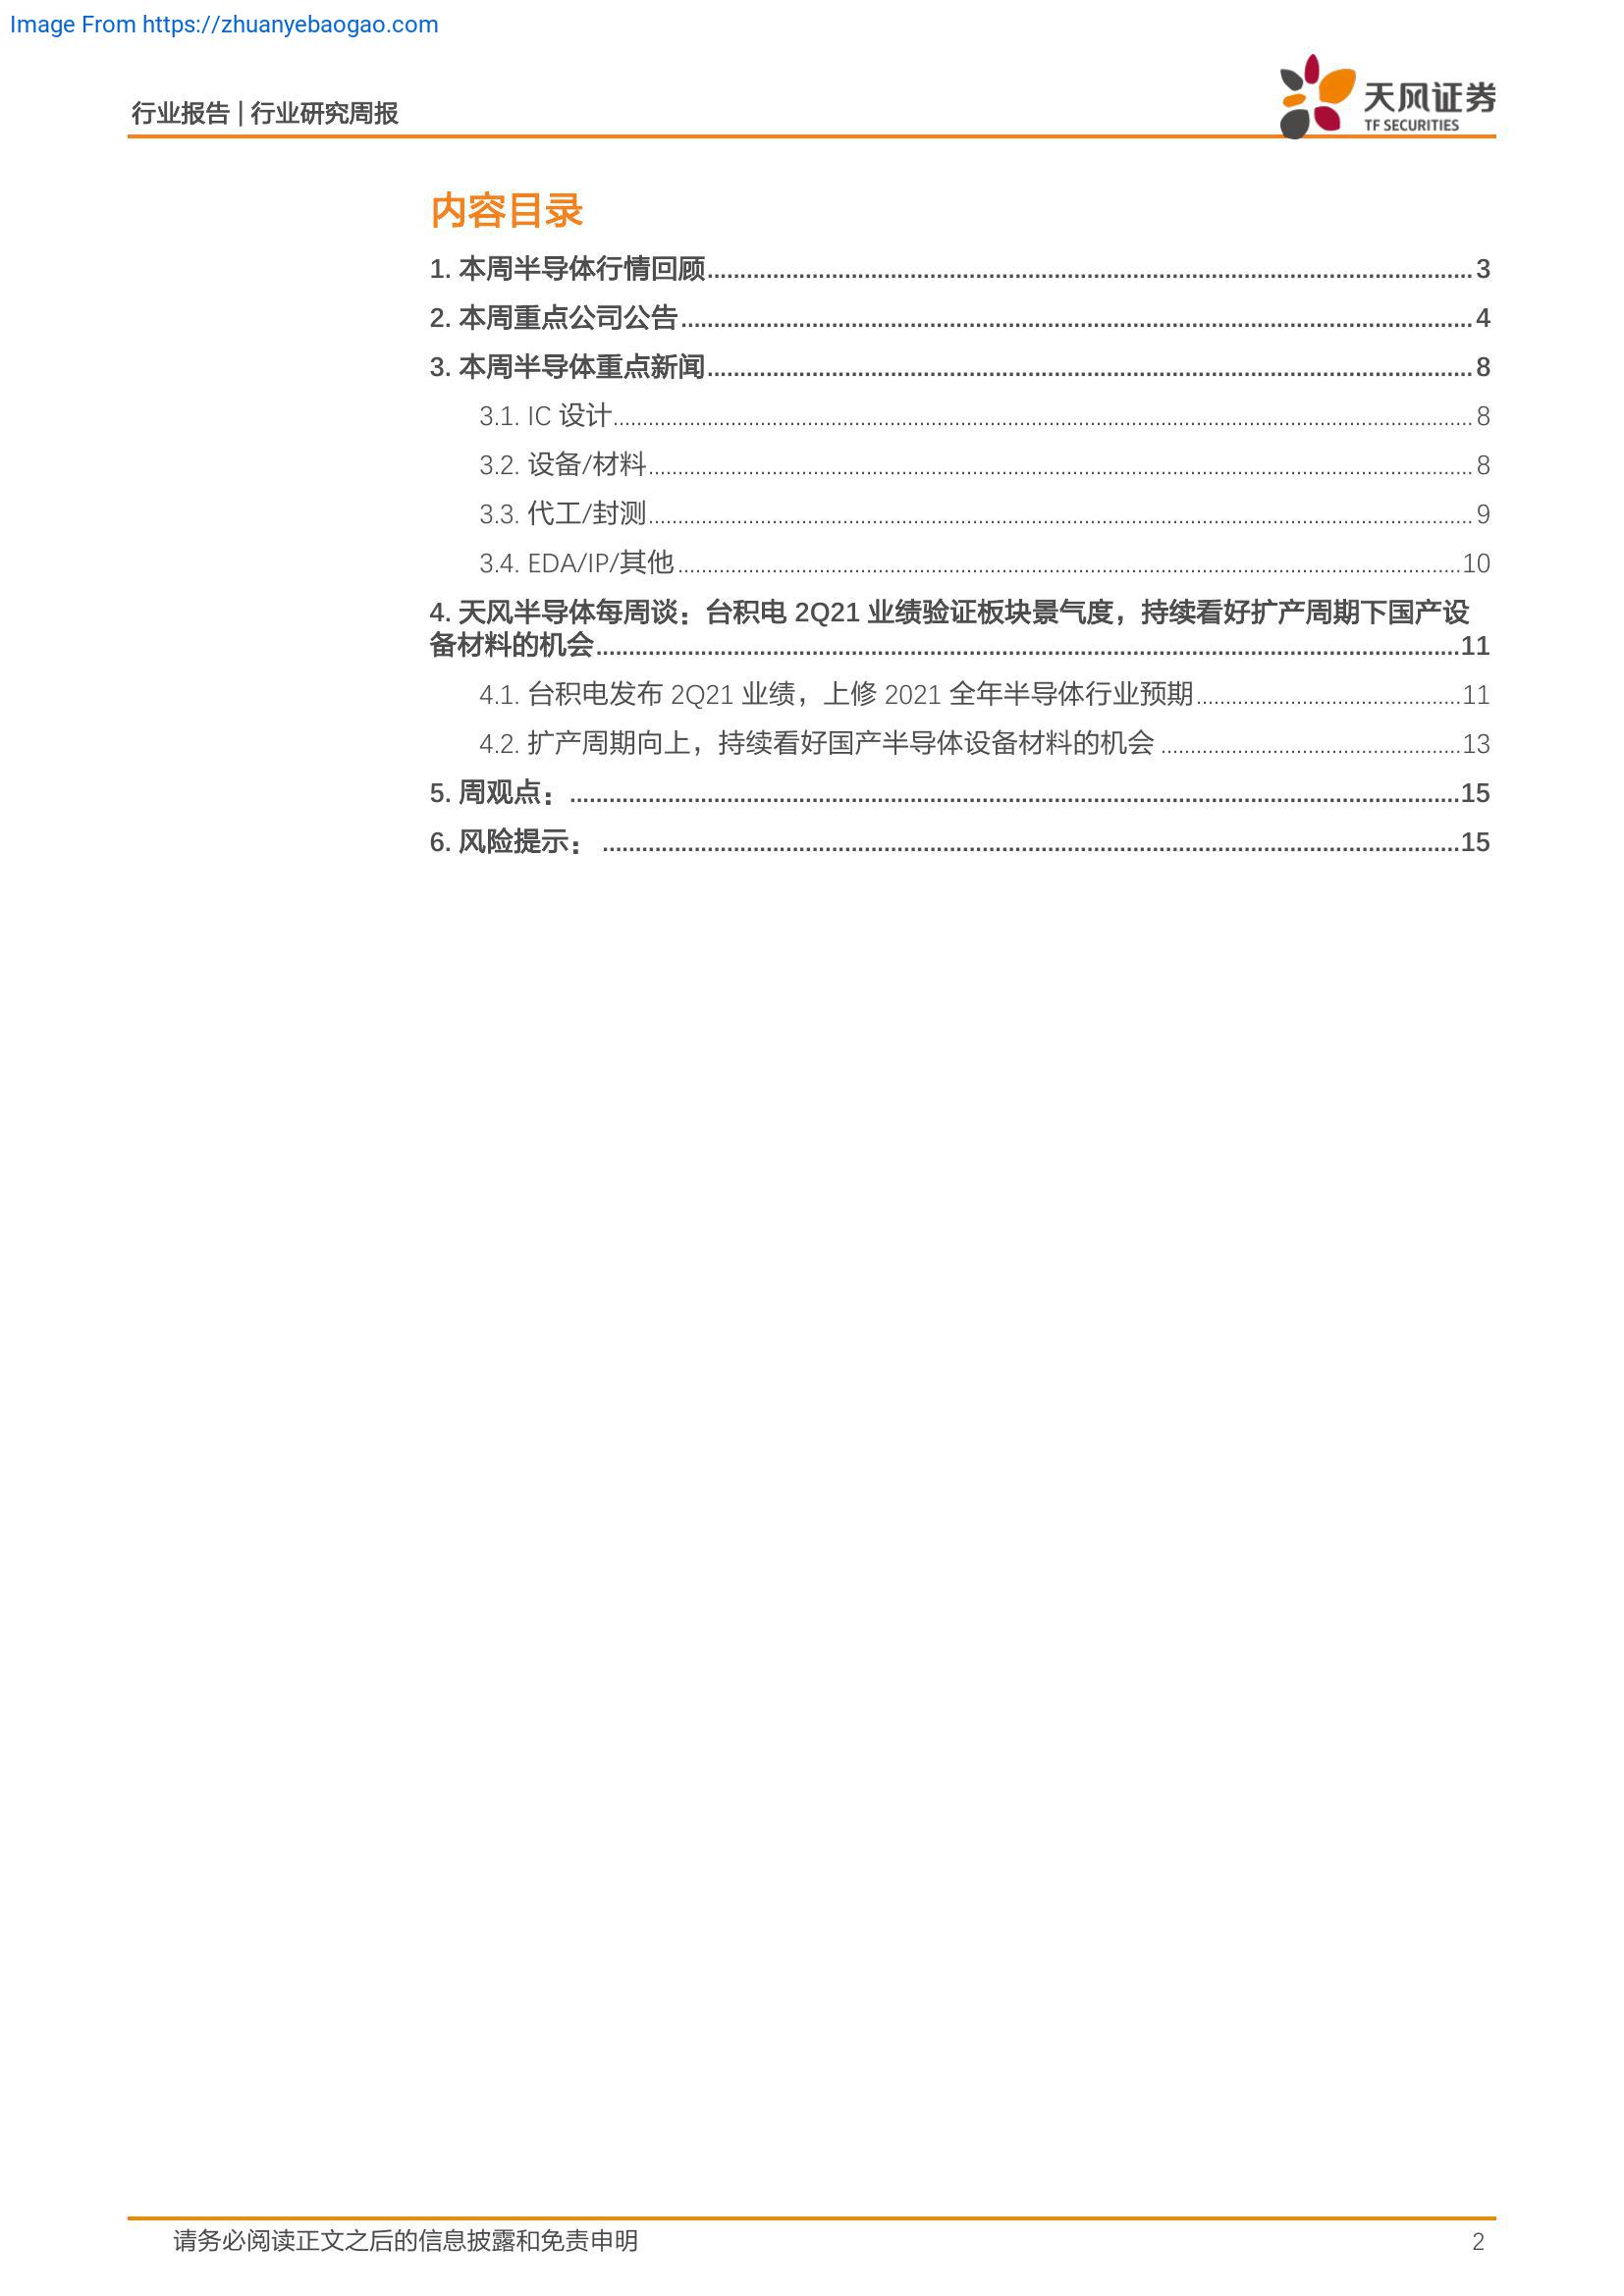 Image From https://zhuanyebaogao.com
行业报告 | 行业研究周报
天风证券
TF SECURITIES
内容目录
1. 本周半导体行情回顾 3
2. 本周重点公司公告 4
3. 本周半导体重点新闻 8
3.1. IC 设计 8
3.2. 设备/材料 8
3.3. 代工/封测 9
3.4. EDA/IP/其他 10
4. 天风半导体每周谈：台积电 2Q21 业绩验证板块景气度，持续看好扩产周期下国产设
备材料的机会 11
4.1. 台积电发布 2Q21 业绩，上修 2021 全年半导体行业预期 11
4.2. 扩产周期向上，持续看好国产半导体设备材料的机会 13
5. 周观点： 15
6. 风险提示： 15
请务必阅读正文之后的信息披露和免责申明 2